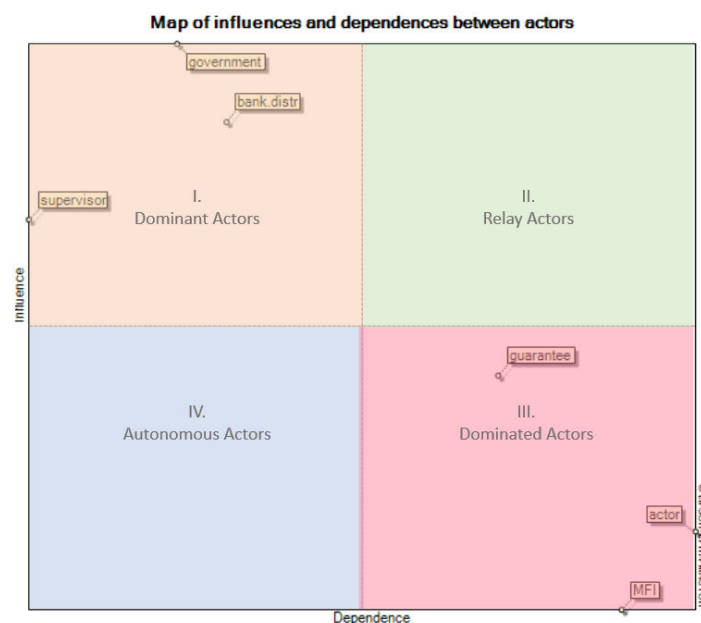 Map of influences and dependences between actors
government
bank.distr
supervisor
I.
Dominant Actors
II.
Relay Actors
Influence
guarantee
IV.
Autonomous Actors
III.
Dominated Actors
actor
MFI
Dependence